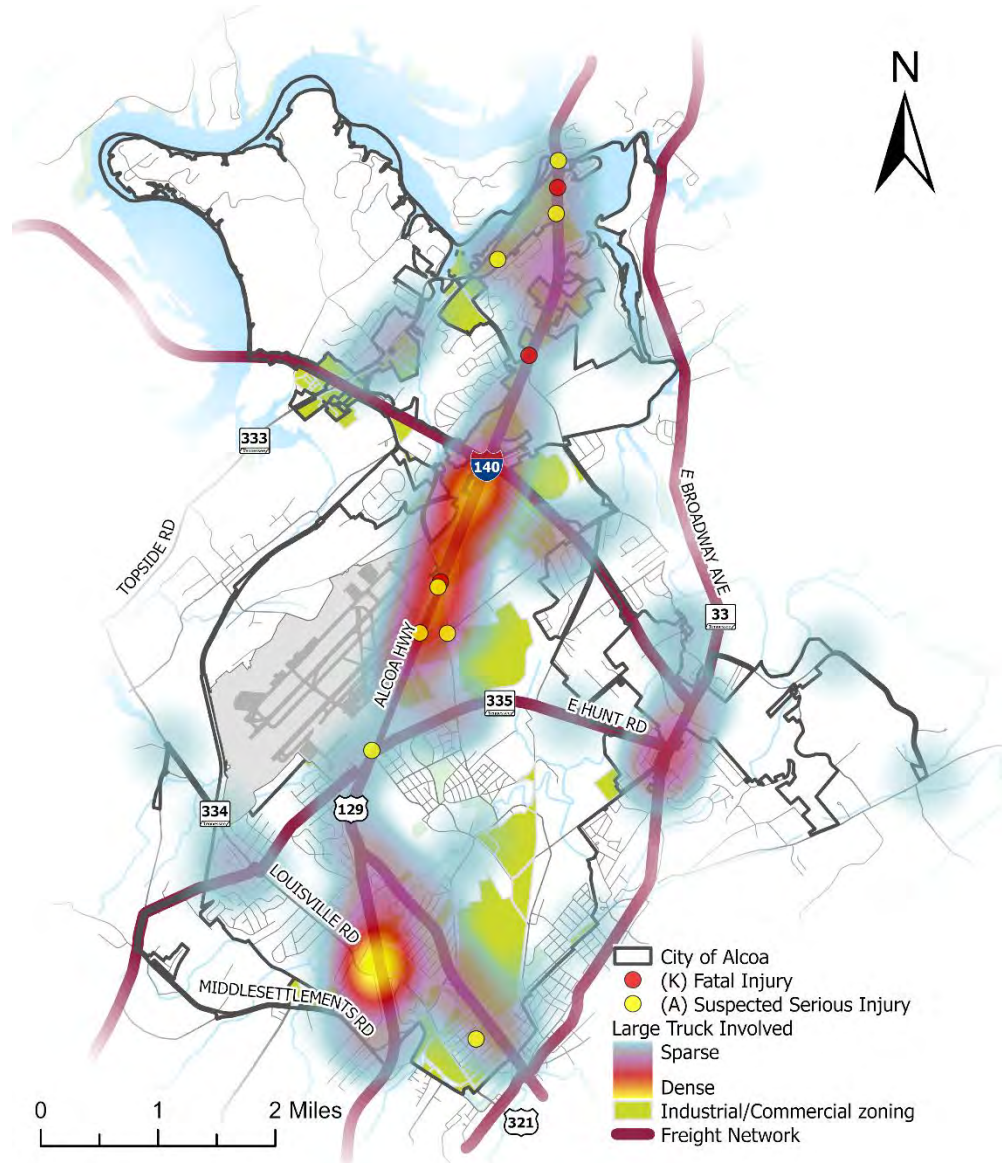 N
333
140
TOPSIDE RD
E BROADWAY AVE
33
ALCOA HWY
335
E HUNT RD
334
129
LOUISVILLE RD
MIDDLESETTLEMENTS RD
City of Alcoa
(K) Fatal Injury
(A) Suspected Serious Injury
Large Truck Involved
Sparse
Dense
Industrial/Commercial zoning
Freight Network
0 1 2 Miles
321